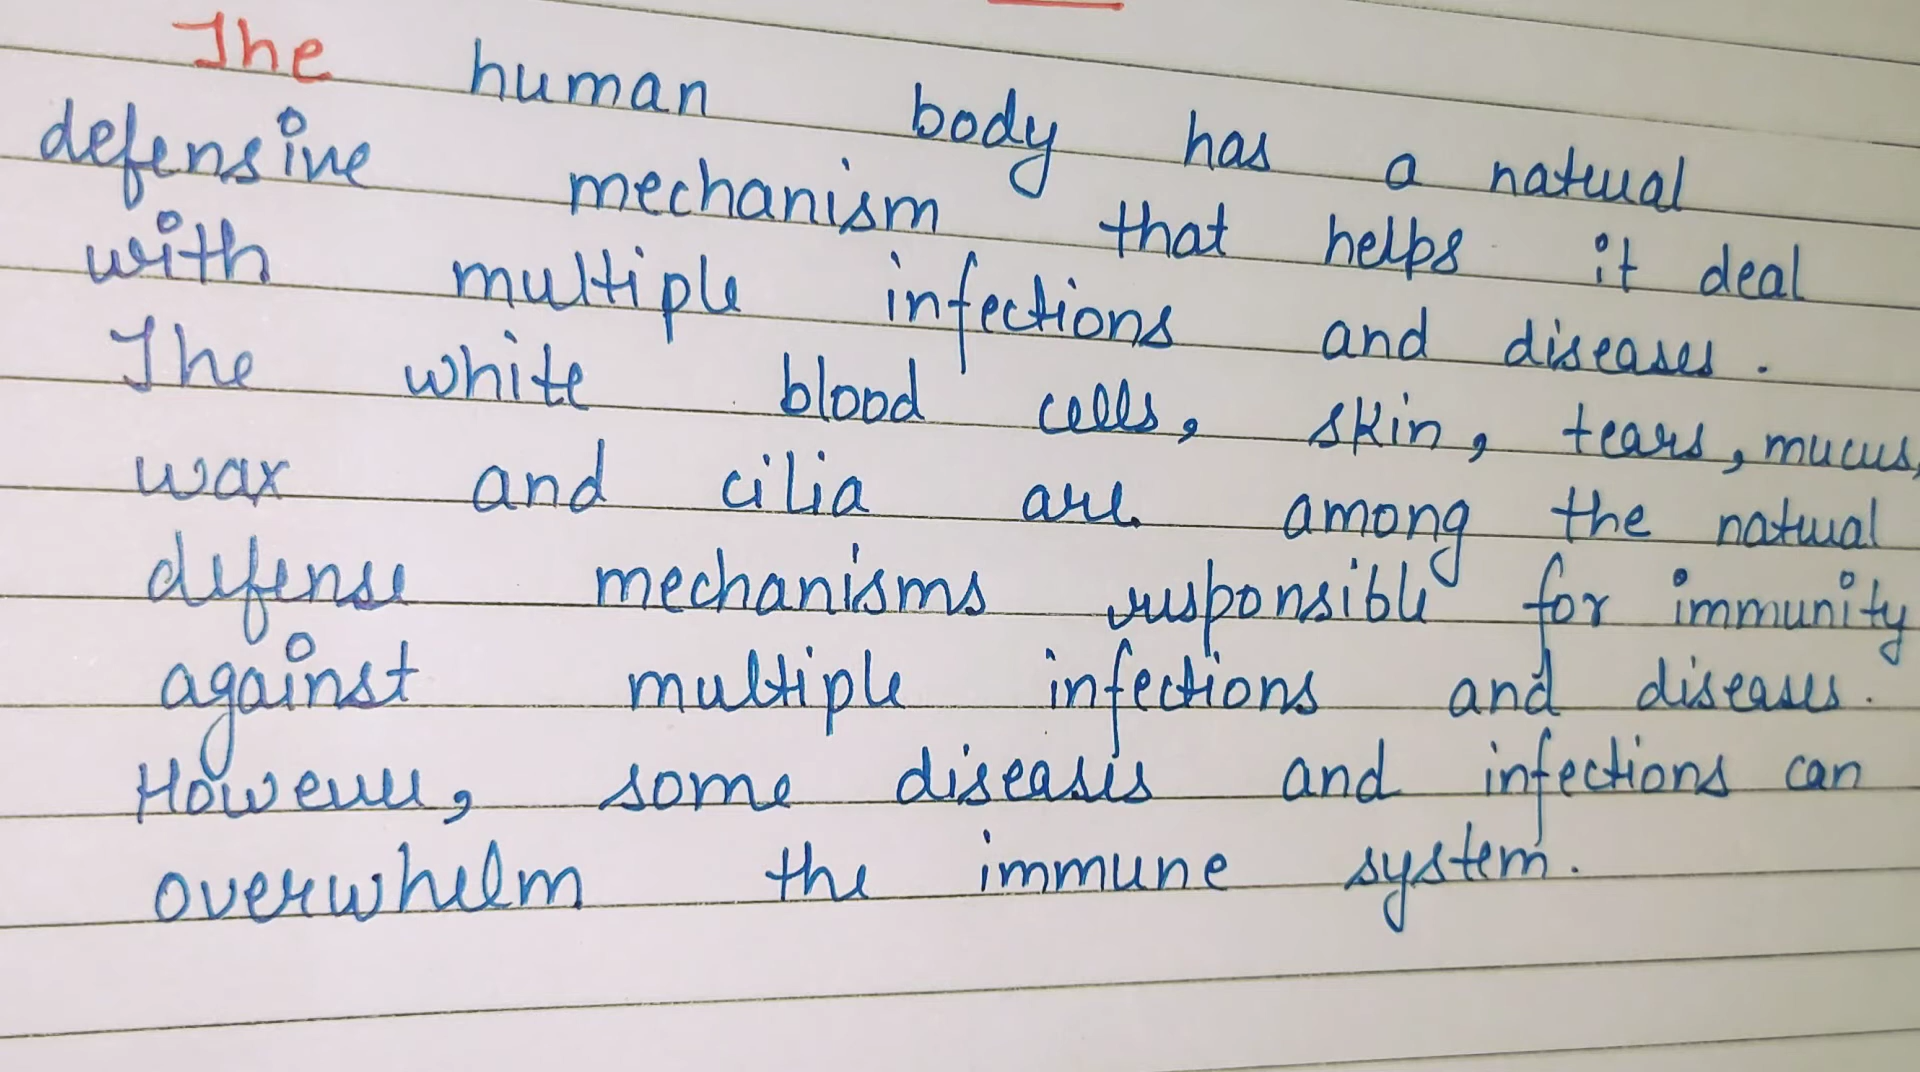 The human body has a natural
defensive mechanism that helps it deal
with multiple infections and diseases.
The white blood cells, skin, tears, mucus,
wax and cilia are among the natural
defense mechanisms responsible for immunity
against multiple infections and diseases.
However, some diseases and infections can
overwhelm the immune system.